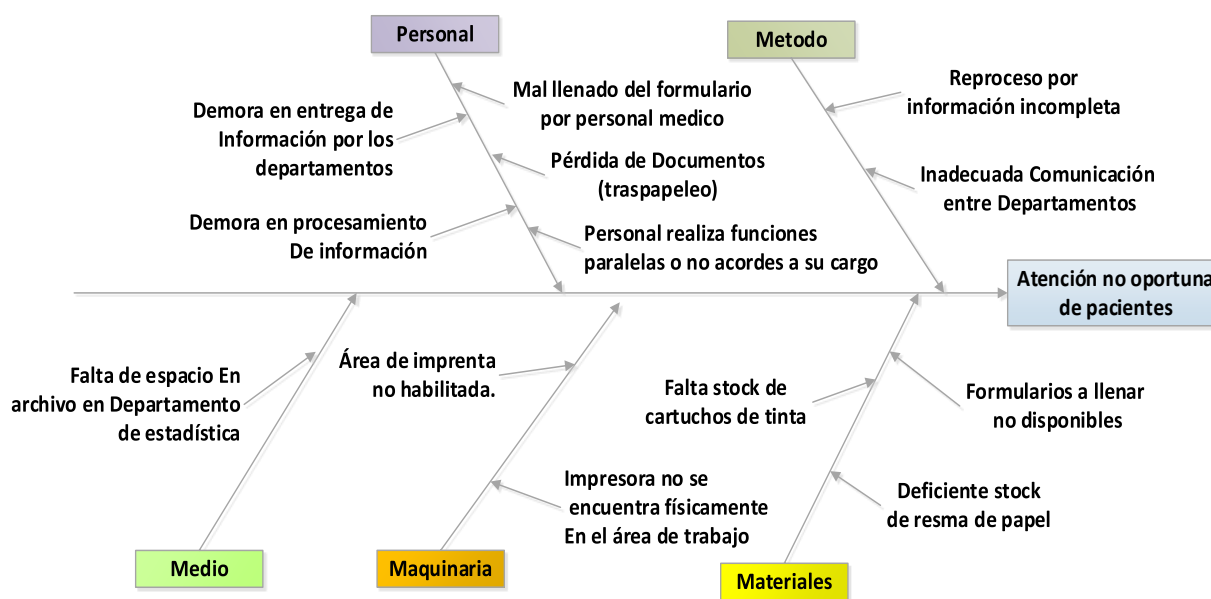 Personal
Metodo
Mal llenado del formulario
por personal medico
Demora en entrega de
Información por los
departamentos
Pérdida de Documentos
(traspapeleo)
Demora en procesamiento
De información
Personal realiza funciones
paralelas o no acordes a su cargo
Reproceso por
información incompleta
Inadecuada Comunicación
entre Departamentos
Atención no oportuna
de pacientes
Falta de espacio En
archivo en Departamento
de estadística
Área de imprenta
no habilitada.
Impresora no se
encuentra físicamente
En el área de trabajo
Falta stock de
cartuchos de tinta
Formularios a llenar
no disponibles
Deficiente stock
de resma de papel
Medio
Maquinaria
Materiales